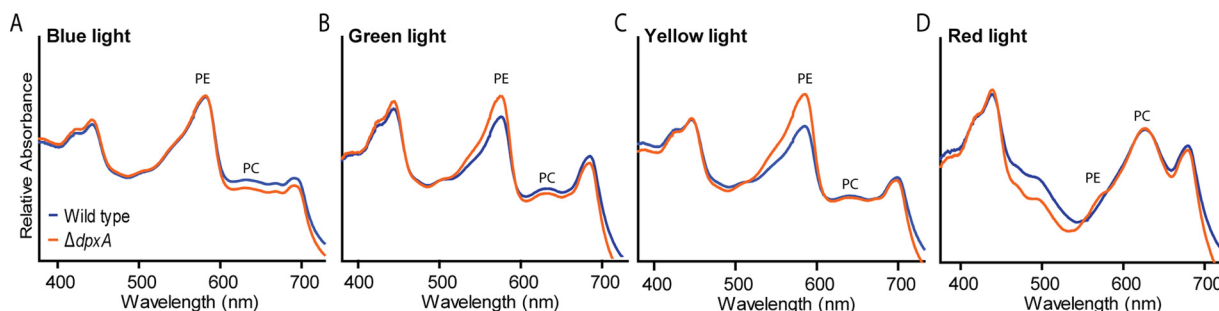 A
Blue light
B
Green light
C
Yellow light
D
Red light
Relative Absorbance
PE
PC
Wild type
ΔdpxA
400 500 600 700
Wavelength (nm)
PE
PC
400 500 600 700
Wavelength (nm)
PE
PC
400 500 600 700
Wavelength (nm)
PE
PC
400 500 600 700
Wavelength (nm)